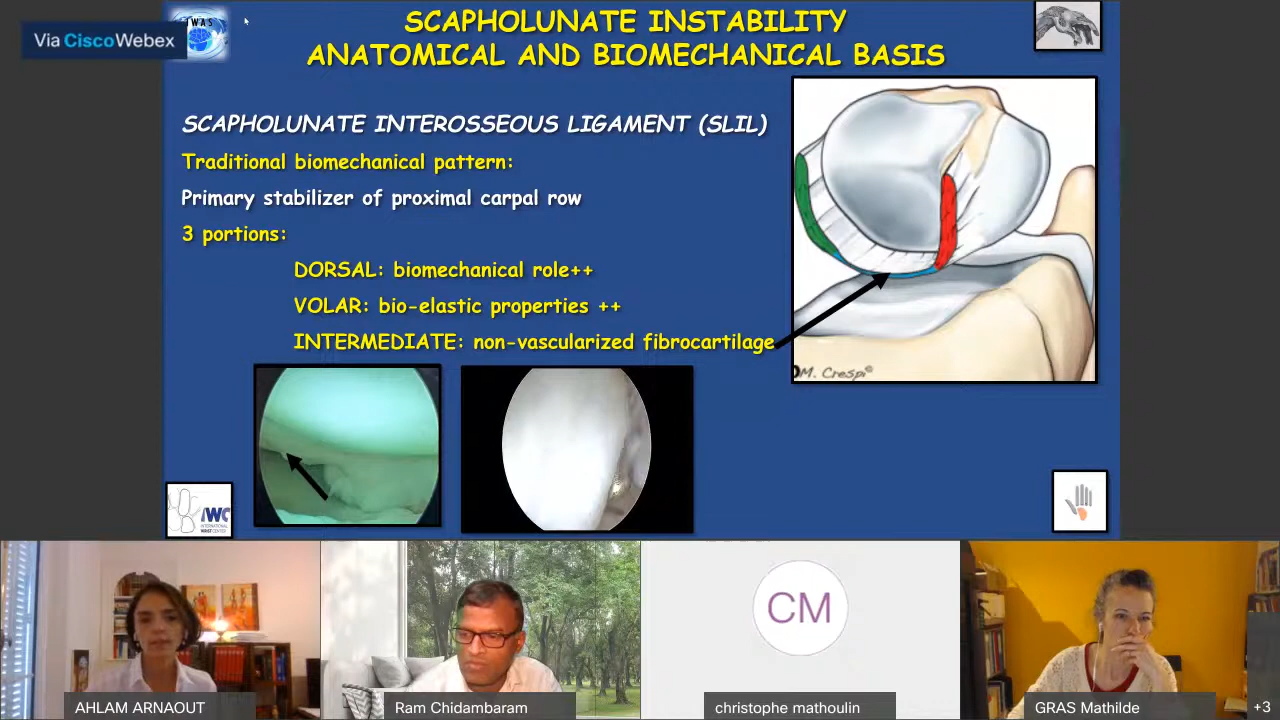 IWAS
Via CiscoWebex
SCAPHOLUNATE INSTABILITY
ANATOMICAL AND BIOMECHANICAL BASIS
SCAPHOLUNATE INTEROSSEOUS LIGAMENT (SLIL)
Traditional biomechanical pattern:
Primary stabilizer of proximal carpal row
3 portions:
DORSAL: biomechanical role++
VOLAR: bio-elastic properties ++
INTERMEDIATE: non-vascularized fibrocartilage
M. Crespi©
IWC
INTERNATIONAL
WRIST CENTER
CM
AHLAM ARNAOUT
Ram Chidambaram
christophe mathoulin
GRAS Mathilde
+3